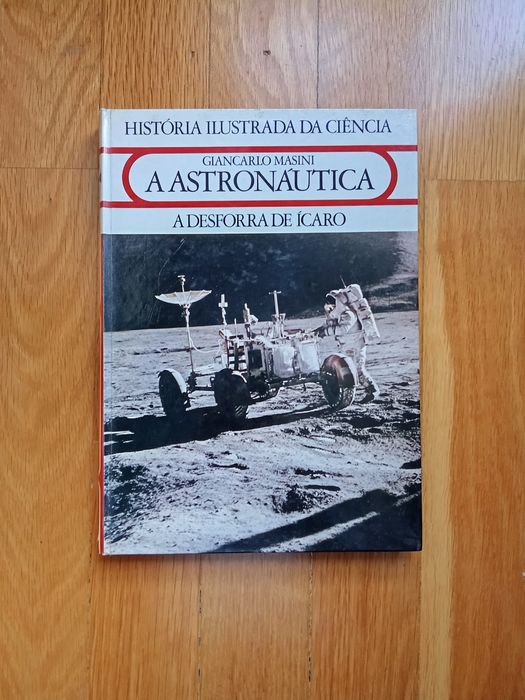 HISTÓRIA ILUSTRADA DA CIÊNCIA
GIANCARLO MASINI
A ASTRONÁUTICA
A DESFORRA DE ÍCARO